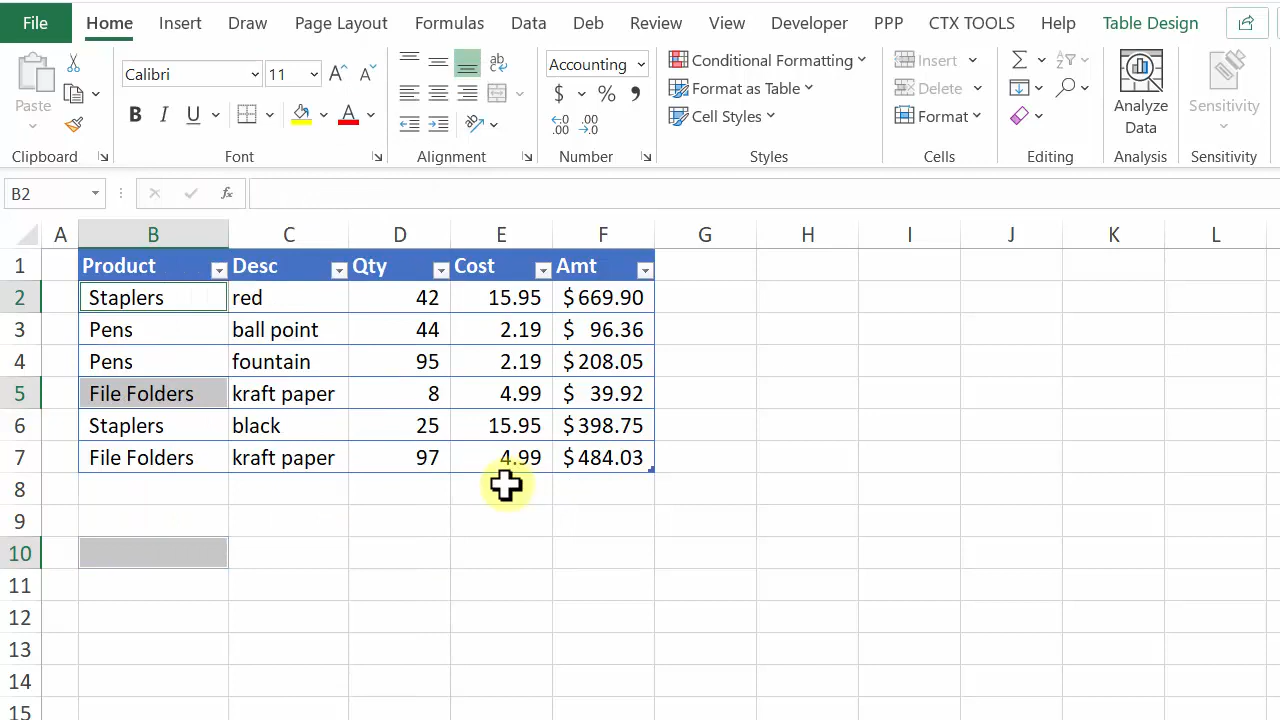 File Home Insert Draw Page Layout Formulas Data Deb Review View Developer PPP CTX TOOLS Help Table Design
Calibri 11 ab c Accounting Conditional Formatting Insert
Paste B I U A $ % , Format as Table Delete Analyze Data Sensitivity
Cell Styles Format
Clipboard Font Alignment Number Styles Cells Editing Analysis Sensitivity
B2 fx
A B C D E F G H I J K L
1 Product Desc Qty Cost Amt
2 Staplers red 42 15.95 $ 669.90
3 Pens ball point 44 2.19 $ 96.36
4 Pens fountain 95 2.19 $ 208.05
5 File Folders kraft paper 8 4.99 $ 39.92
6 Staplers black 25 15.95 $ 398.75
7 File Folders kraft paper 97 4.99 $ 484.03
8
9
10
11
12
13
14
15